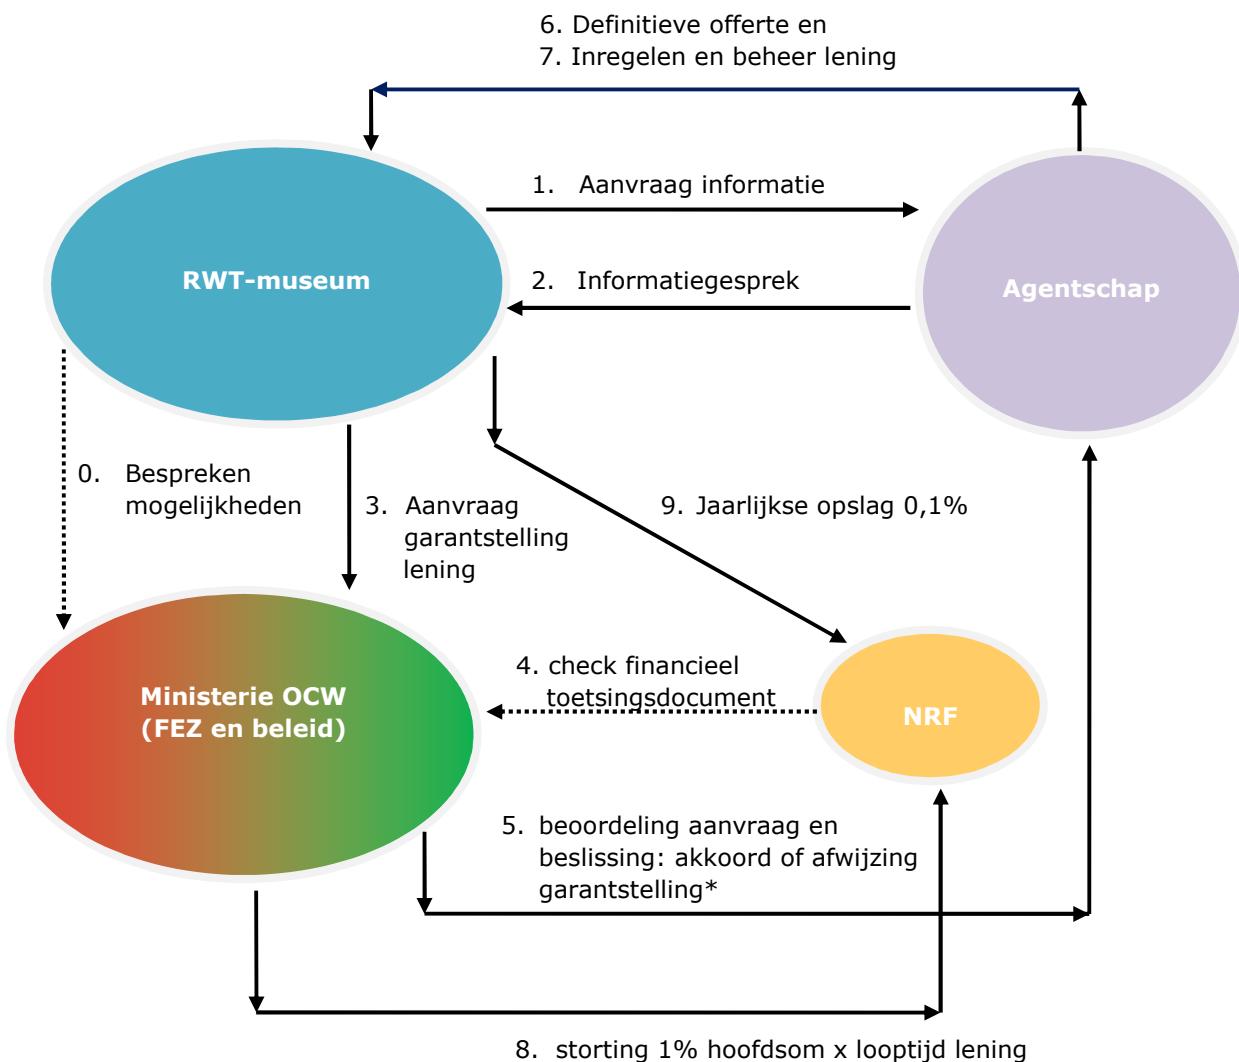 6. Definitieve offerte en
7. Inregelen en beheer lening
1. Aanvraag informatie
RWT-museum
2. Informatiegesprek
Agentschap
0. Bespreken
mogelijkheden
3. Aanvraag
garantstelling
lening
9. Jaarlijkse opslag 0,1%
4. check financieel
toetsingsdocument
Ministerie OCW
(FEZ en beleid)
NRF
5. beoordeling aanvraag en
beslissing: akkoord of afwijzing
garantstelling*
8. storting 1% hoofdsom x looptijd lening